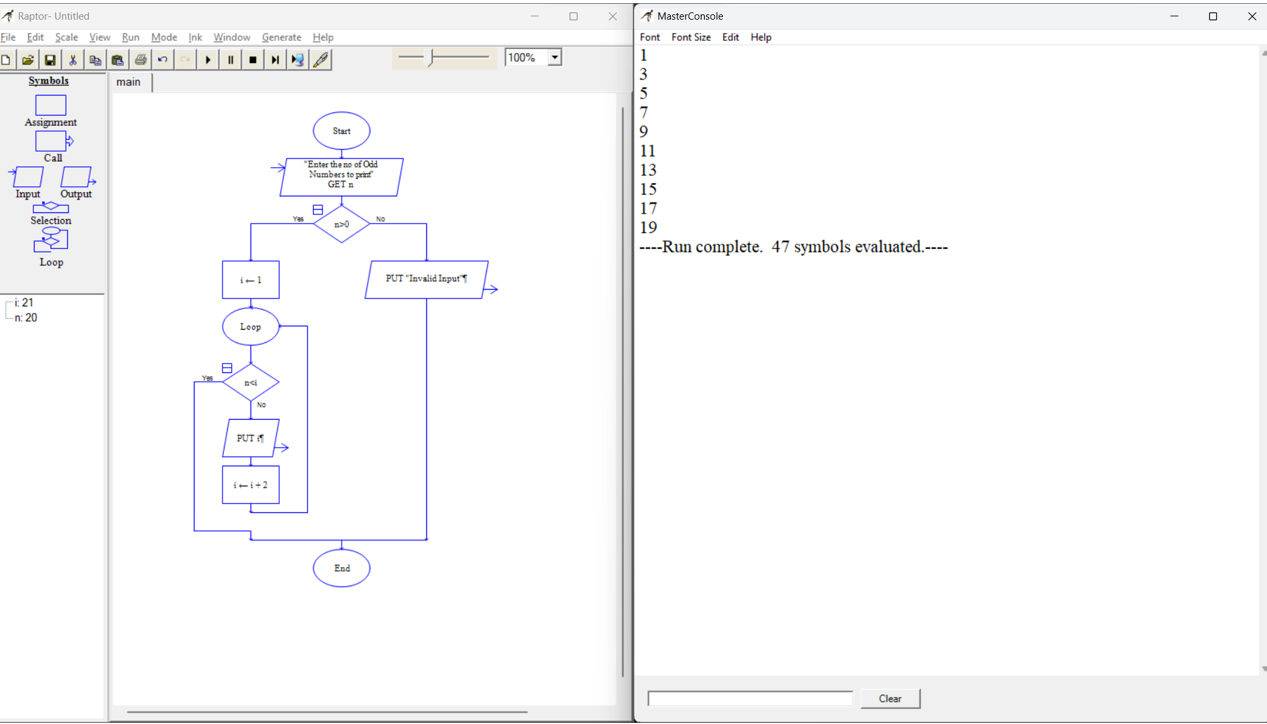 Raptor- Untitled
File Edit Scale View Run Mode Ink Window Generate Help
100%
Symbols
Assignment
Call
Input Output
Selection
Loop
i: 21
n: 20
main
Start
"Enter the no of Odd
Numbers to print"
GET n
Yes
n>0
No
i ← 1
PUT "Invalid Input"¶
Loop
Yes
n<i
No
PUT i¶
i ← i + 2
End
MasterConsole
Font Font Size Edit Help
1
3
5
7
9
11
13
15
17
19
----Run complete.  47 symbols evaluated.----
Clear